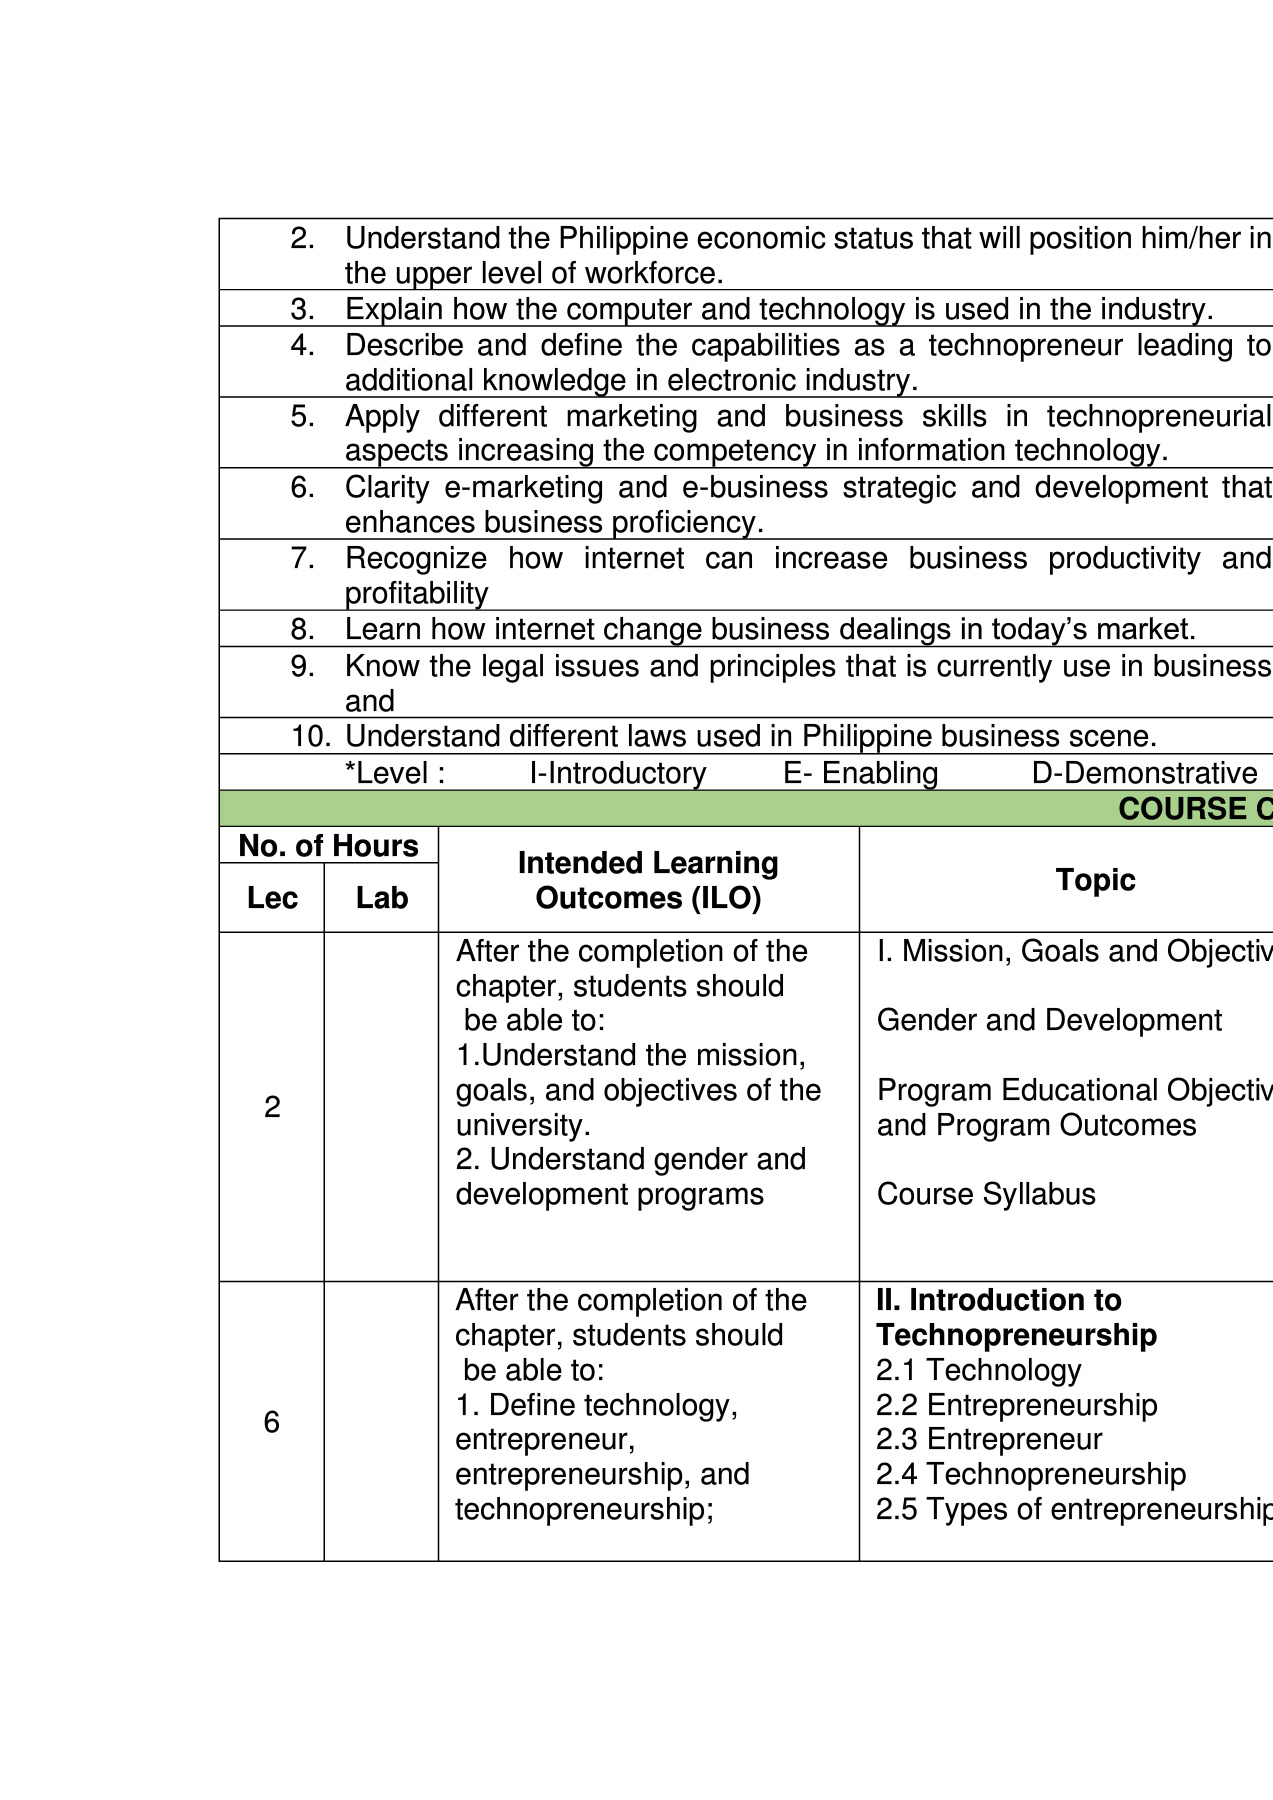 2. Understand the Philippine economic status that will position him/her in
the upper level of workforce.
3. Explain how the computer and technology is used in the industry.
4. Describe and define the capabilities as a technopreneur leading to
additional knowledge in electronic industry.
5. Apply different marketing and business skills in technopreneurial
aspects increasing the competency in information technology.
6. Clarity e-marketing and e-business strategic and development that
enhances business proficiency.
7. Recognize how internet can increase business productivity and
profitability
8. Learn how internet change business dealings in today’s market.
9. Know the legal issues and principles that is currently use in business
and
10. Understand different laws used in Philippine business scene.
*Level : I-Introductory E- Enabling D-Demonstrative
COURSE C
No. of Hours
Lec
Lab
Intended Learning
Outcomes (ILO)
Topic
2
After the completion of the
chapter, students should
be able to:
1.Understand the mission,
goals, and objectives of the
university.
2. Understand gender and
development programs
I. Mission, Goals and Objectiv
Gender and Development
Program Educational Objectiv
and Program Outcomes
Course Syllabus
6
After the completion of the
chapter, students should
be able to:
1. Define technology,
entrepreneur,
entrepreneurship, and
technopreneurship;
II. Introduction to
Technopreneurship
2.1 Technology
2.2 Entrepreneurship
2.3 Entrepreneur
2.4 Technopreneurship
2.5 Types of entrepreneurship